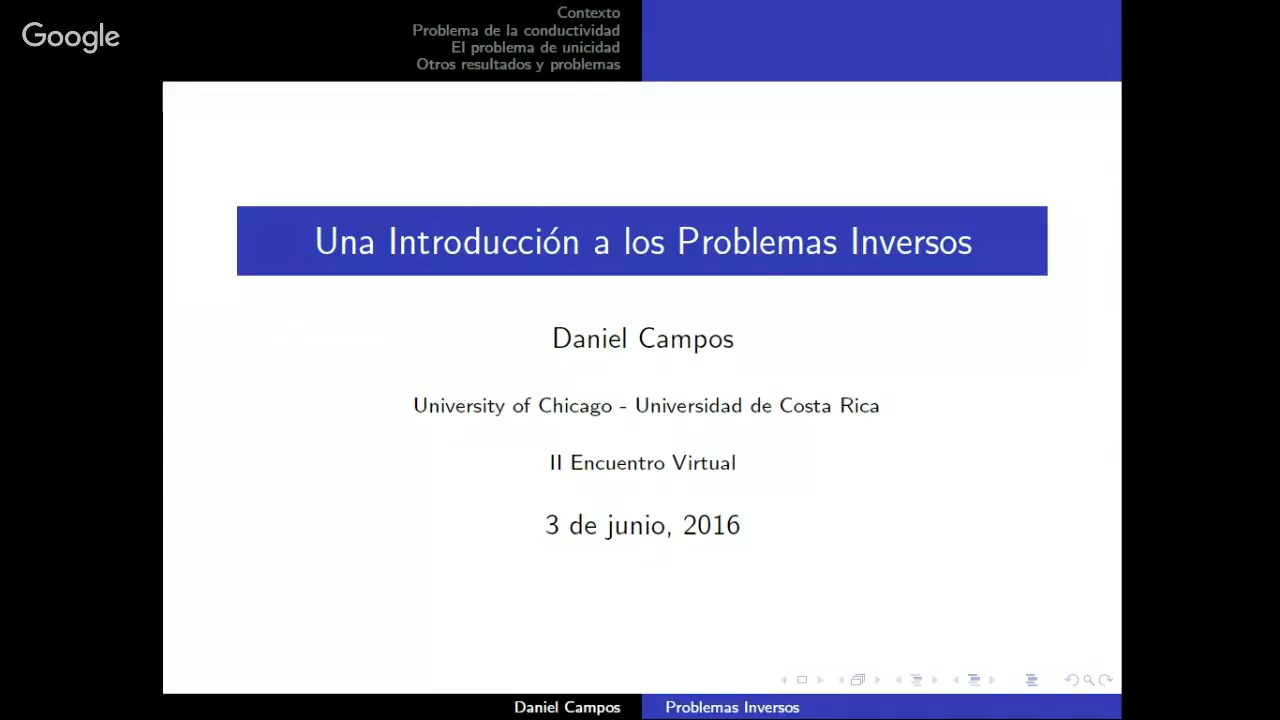 Google
Contexto
Problema de la conductividad
El problema de unicidad
Otros resultados y problemas
Una Introducción a los Problemas Inversos
Daniel Campos
University of Chicago - Universidad de Costa Rica
II Encuentro Virtual
3 de junio, 2016
Daniel Campos
Problemas Inversos